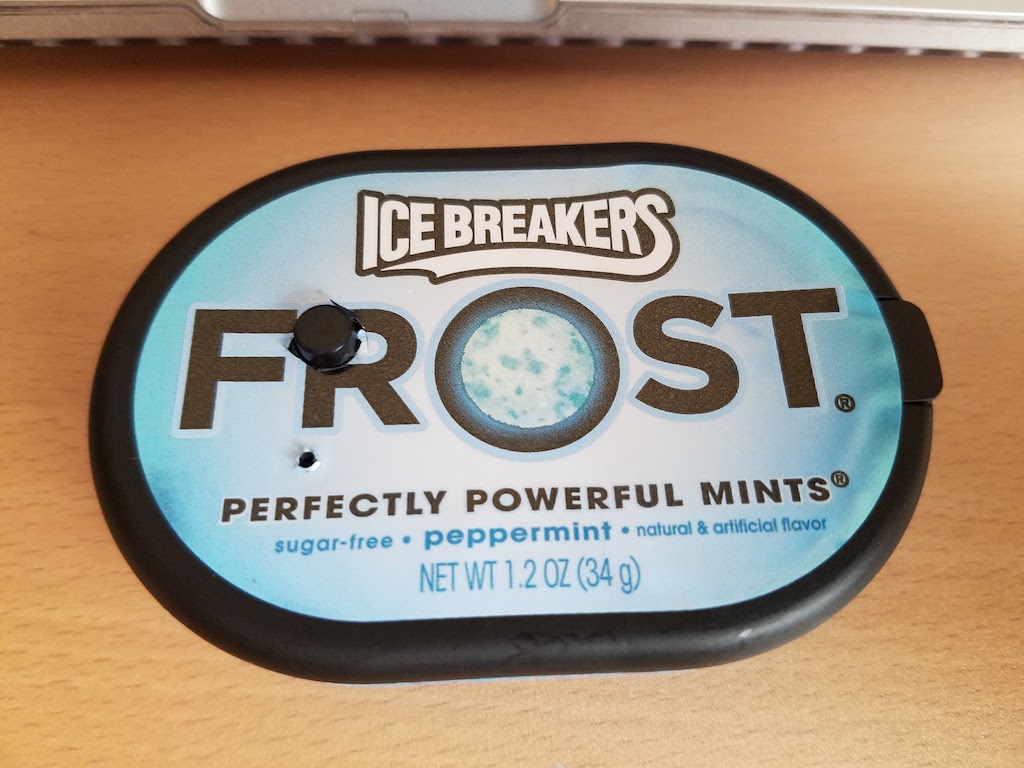 ICE BREAKERS
FROST®
PERFECTLY POWERFUL MINTS®
sugar-free • peppermint • natural & artificial flavor
NET WT 1.2 OZ (34 g)